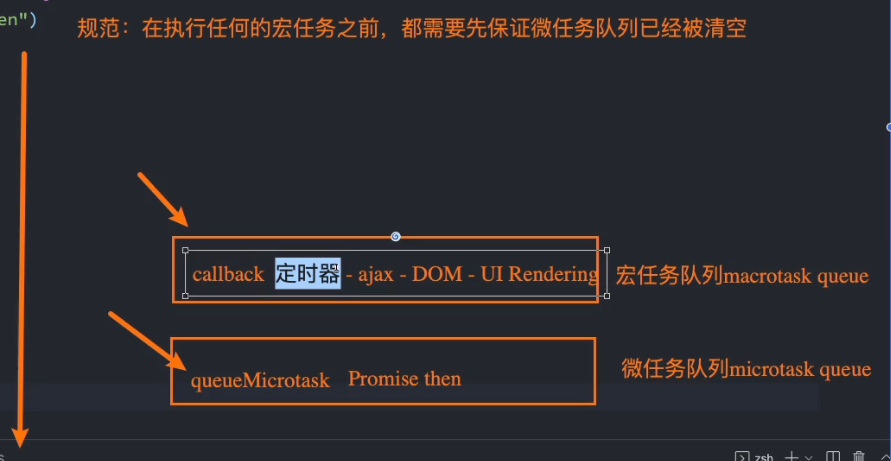 en")
规范：在执行任何的宏任务之前，都需要先保证微任务队列已经被清空
callback 定时器 - ajax - DOM - UI Rendering
宏任务队列macrotask queue
queueMicrotask Promise then
微任务队列microtask queue
zsh